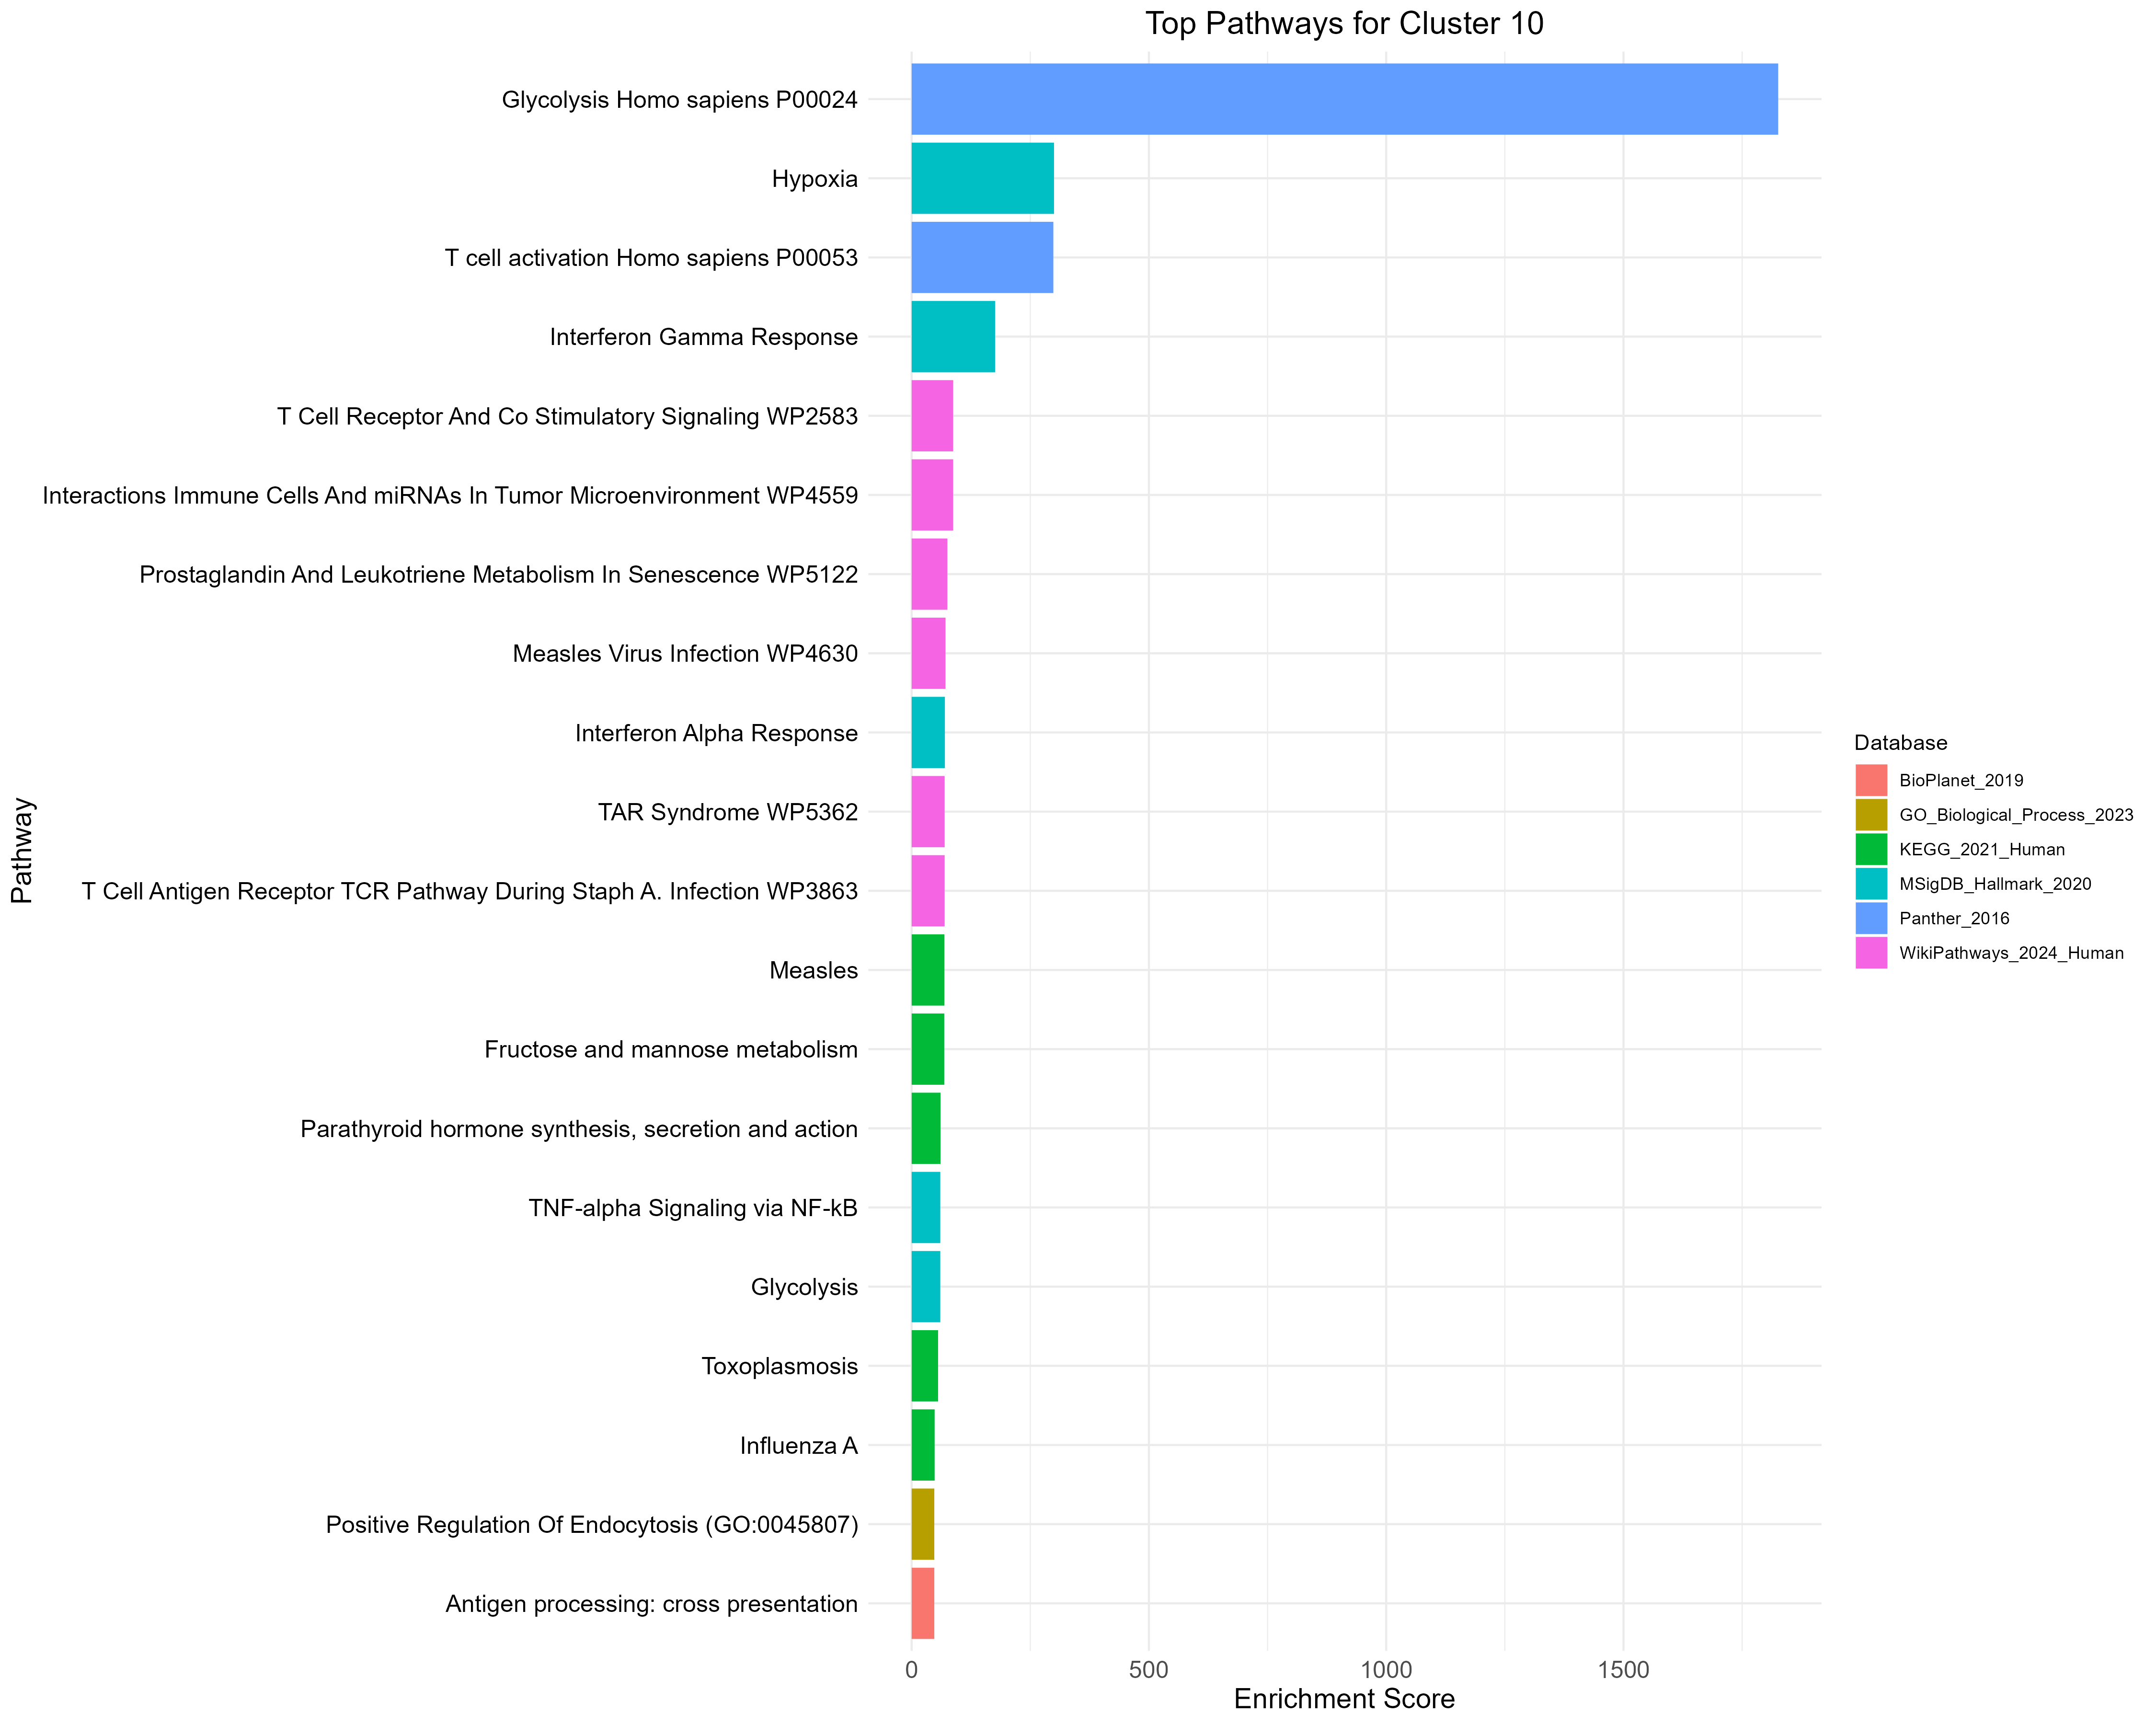 Top Pathways for Cluster 10
Glycolysis Homo sapiens P00024
Hypoxia
T cell activation Homo sapiens P00053
Interferon Gamma Response
T Cell Receptor And Co Stimulatory Signaling WP2583
Interactions Immune Cells And miRNAs In Tumor Microenvironment WP4559
Prostaglandin And Leukotriene Metabolism In Senescence WP5122
Measles Virus Infection WP4630
Interferon Alpha Response
TAR Syndrome WP5362
T Cell Antigen Receptor TCR Pathway During Staph A. Infection WP3863
Measles
Fructose and mannose metabolism
Parathyroid hormone synthesis, secretion and action
TNF-alpha Signaling via NF-kB
Glycolysis
Toxoplasmosis
Influenza A
Positive Regulation Of Endocytosis (GO:0045807)
Antigen processing: cross presentation
Pathway
0 500 1000 1500
Enrichment Score
Database
BioPlanet_2019
GO_Biological_Process_2023
KEGG_2021_Human
MSigDB_Hallmark_2020
Panther_2016
WikiPathways_2024_Human